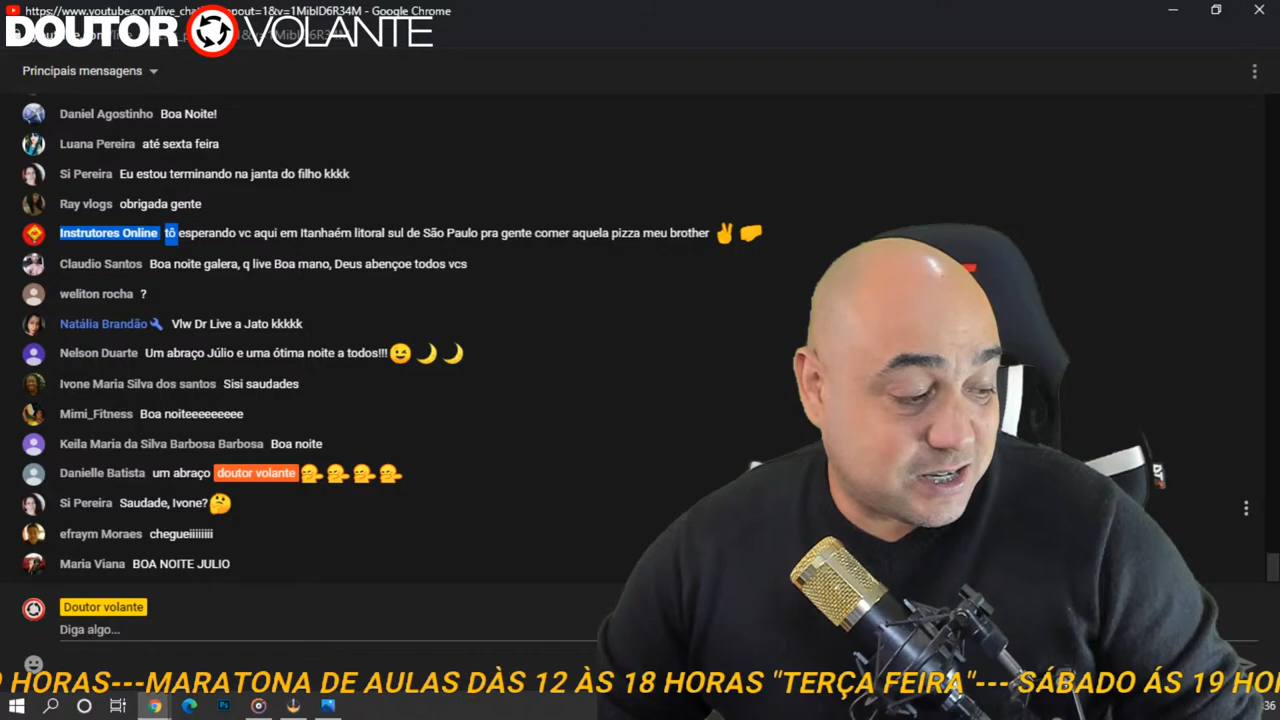 https://www.youtube.com/live_cha
popout=1&v=1MiblD6R34M - Google Chrome
DOUTOR VOLANTE
Principais mensagens
Daniel Agostinho Boa Noite!
Luana Pereira até sexta feira
Si Pereira Eu estou terminando na janta do filho kkkk
Ray vlogs obrigada gente
Instrutores Online tô esperando vc aqui em Itanhaém litoral sul de São Paulo pra gente comer aquela pizza meu brother ✌️🤛
Claudio Santos Boa noite galera, q live Boa mano, Deus abençoe todos vcs
weliton rocha ?
Natália Brandão Vlw Dr Live a Jato kkkkk
Nelson Duarte Um abraço Júlio e uma ótima noite a todos!!! 😆🌙🌙
Ivone Maria Silva dos santos Sisi saudades
Mimi_Fitness Boa noiteeeeeeeee
Keila Maria da Silva Barbosa Barbosa Boa noite
Danielle Batista um abraço doutor volante
Si Pereira Saudade, Ivone? 🤔
efraym Moraes chegueiiiiiiiii
Maria Viana BOA NOITE JULIO
Doutor volante
Diga algo...
9 HORAS---MARATONA DE AULAS DÀS 12 ÀS 18 HORAS "TERÇA FEIRA"--- SÁBADO ÁS 19 HO
:36